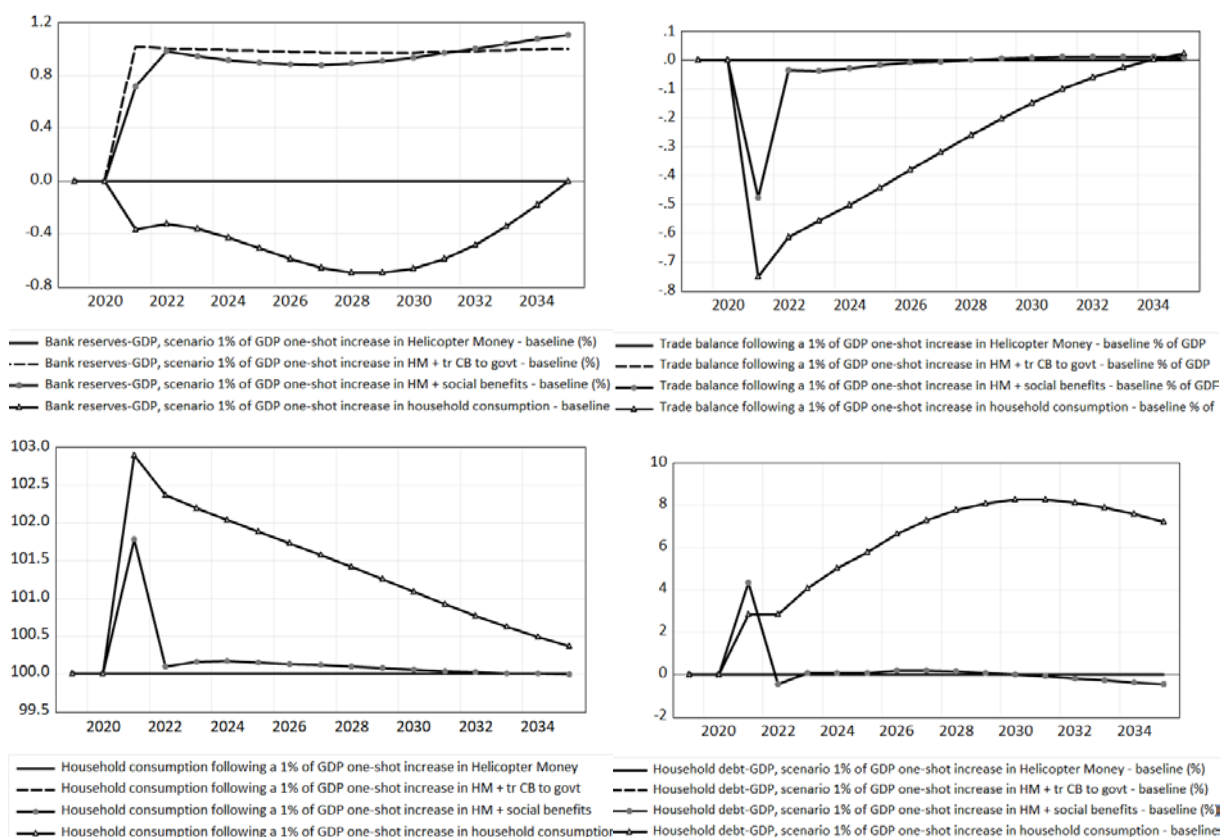 1.2
0.8
0.4
0.0
-0.4
-0.8
2020 2022 2024 2026 2028 2030 2032 2034
Bank reserves-GDP, scenario 1% of GDP one-shot increase in Helicopter Money - baseline (%)
Bank reserves-GDP, scenario 1% of GDP one-shot increase in HM + tr CB to govt - baseline (%)
Bank reserves-GDP, scenario 1% of GDP one-shot increase in HM + social benefits - baseline (%)
Bank reserves-GDP, scenario 1% of GDP one-shot increase in household consumption - baseline
.1
.0
-.1
-.2
-.3
-.4
-.5
-.6
-.7
-.8
2020 2022 2024 2026 2028 2030 2032 2034
Trade balance following a 1% of GDP one-shot increase in Helicopter Money - baseline % of GDP
Trade balance following a 1% of GDP one-shot increase in HM + tr CB to govt - baseline % of GDP
Trade balance following a 1% of GDP one-shot increase in HM + social benefits - baseline % of GDF
Trade balance following a 1% of GDP one-shot increase in household consumption - baseline % of
103.0
102.5
102.0
101.5
101.0
100.5
100.0
99.5
2020 2022 2024 2026 2028 2030 2032 2034
Household consumption following a 1% of GDP one-shot increase in Helicopter Money
Household consumption following a 1% of GDP one-shot increase in HM + tr CB to govt
Household consumption following a 1% of GDP one-shot increase in HM + social benefits
Household consumption following a 1% of GDP one-shot increase in household consumption
10
8
6
4
2
0
-2
2020 2022 2024 2026 2028 2030 2032 2034
Household debt-GDP, scenario 1% of GDP one-shot increase in Helicopter Money - baseline (%)
Household debt-GDP, scenario 1% of GDP one-shot increase in HM + tr CB to govt - baseline (%)
Household debt-GDP, scenario 1% of GDP one-shot increase in HM + social benefits - baseline (%)
Household debt-GDP, scenario 1% of GDP one-shot increase in household consumption - baseline